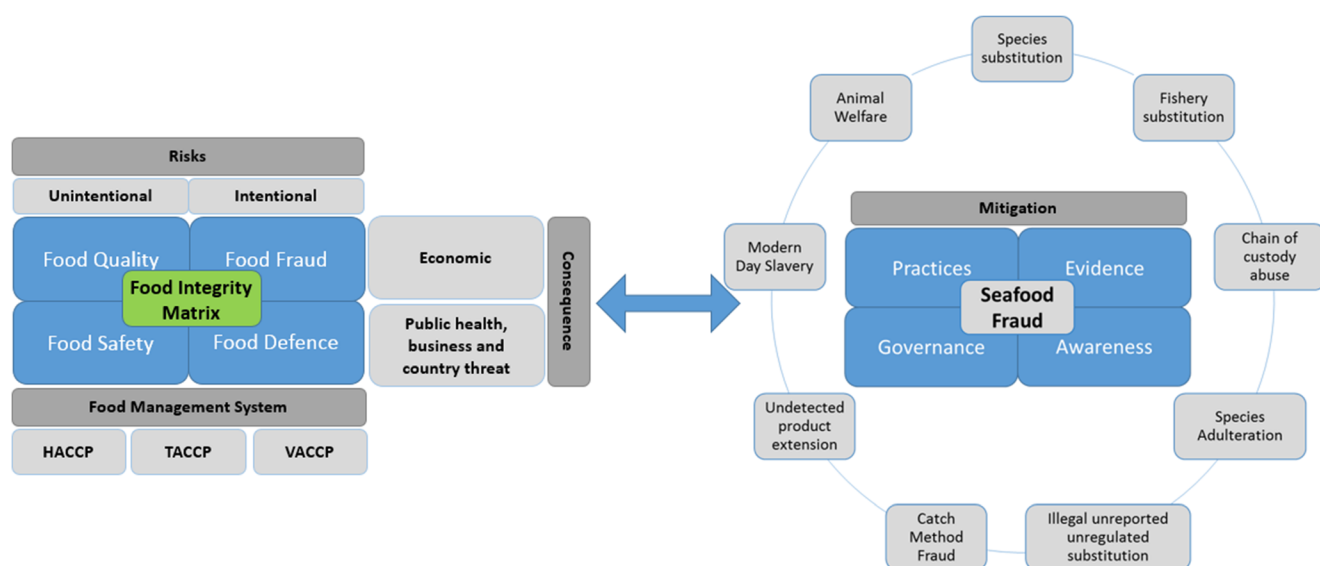 Risks
Unintentional
Intentional
Food Quality
Food Fraud
Food Integrity
Matrix
Food Safety
Food Defence
Economic
Public health,
business and
country threat
Consequence
Food Management System
HACCP
TACCP
VACCP
Species
substitution
Fishery
substitution
Chain of
custody
abuse
Species
Adulteration
Illegal unreported
unregulated
substitution
Catch
Method
Fraud
Undetected
product
extension
Modern
Day Slavery
Animal
Welfare
Mitigation
Practices
Evidence
Seafood
Fraud
Governance
Awareness